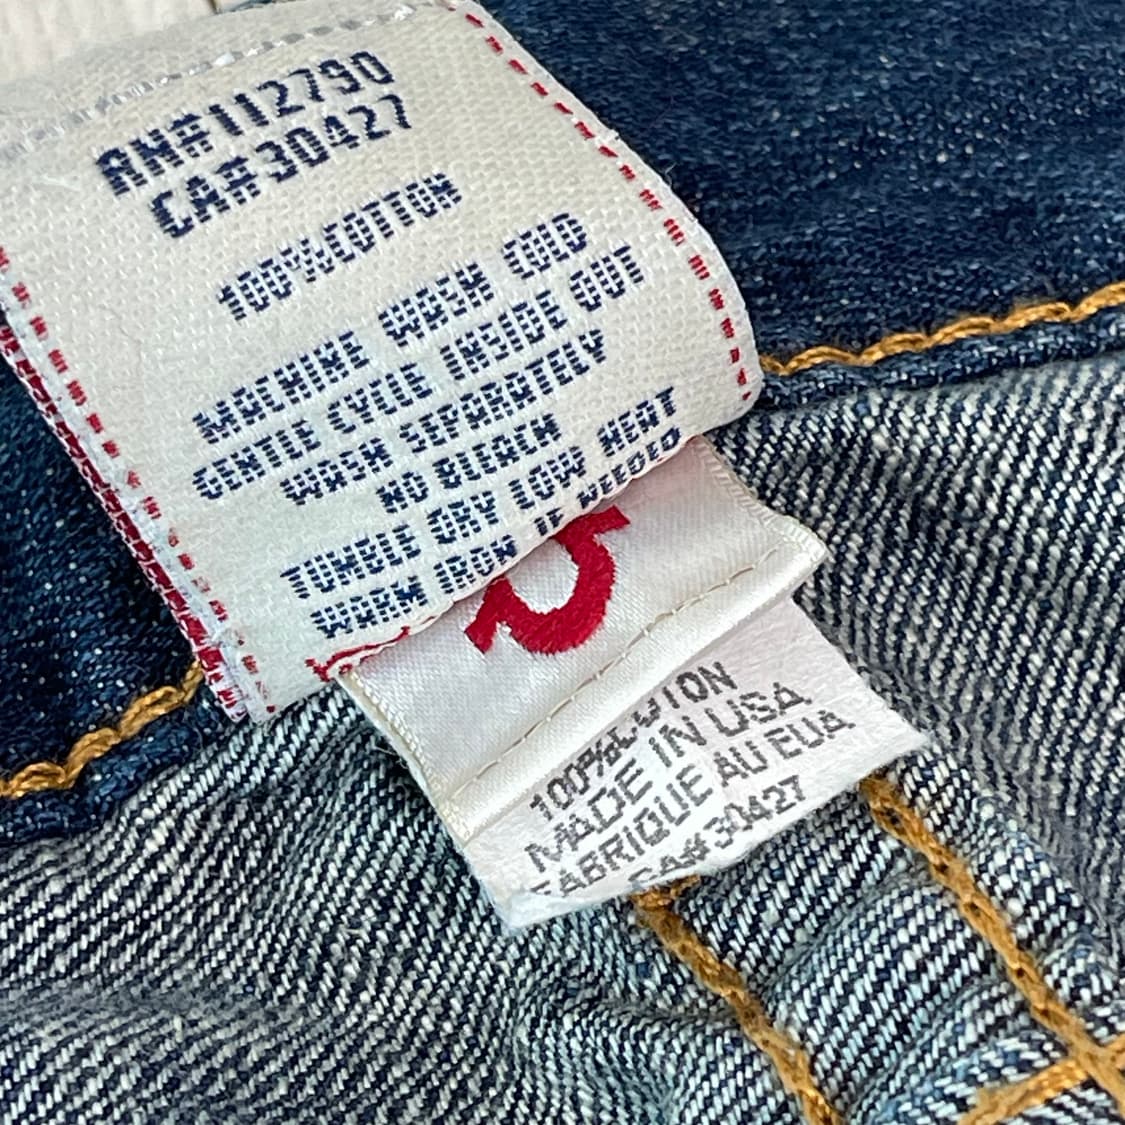 RN#112790
CA#30427
100%COTTON
MACHINE WASH COLD
GENTLE CYCLE INSIDE OUT
WASH SEPARATELY
NO BLEACH
TUMBLE DRY LOW HEAT
WARM IRON IF NEEDED
100%COTTON
MADE IN USA
FABRIQUE AU EUA
CA#30427